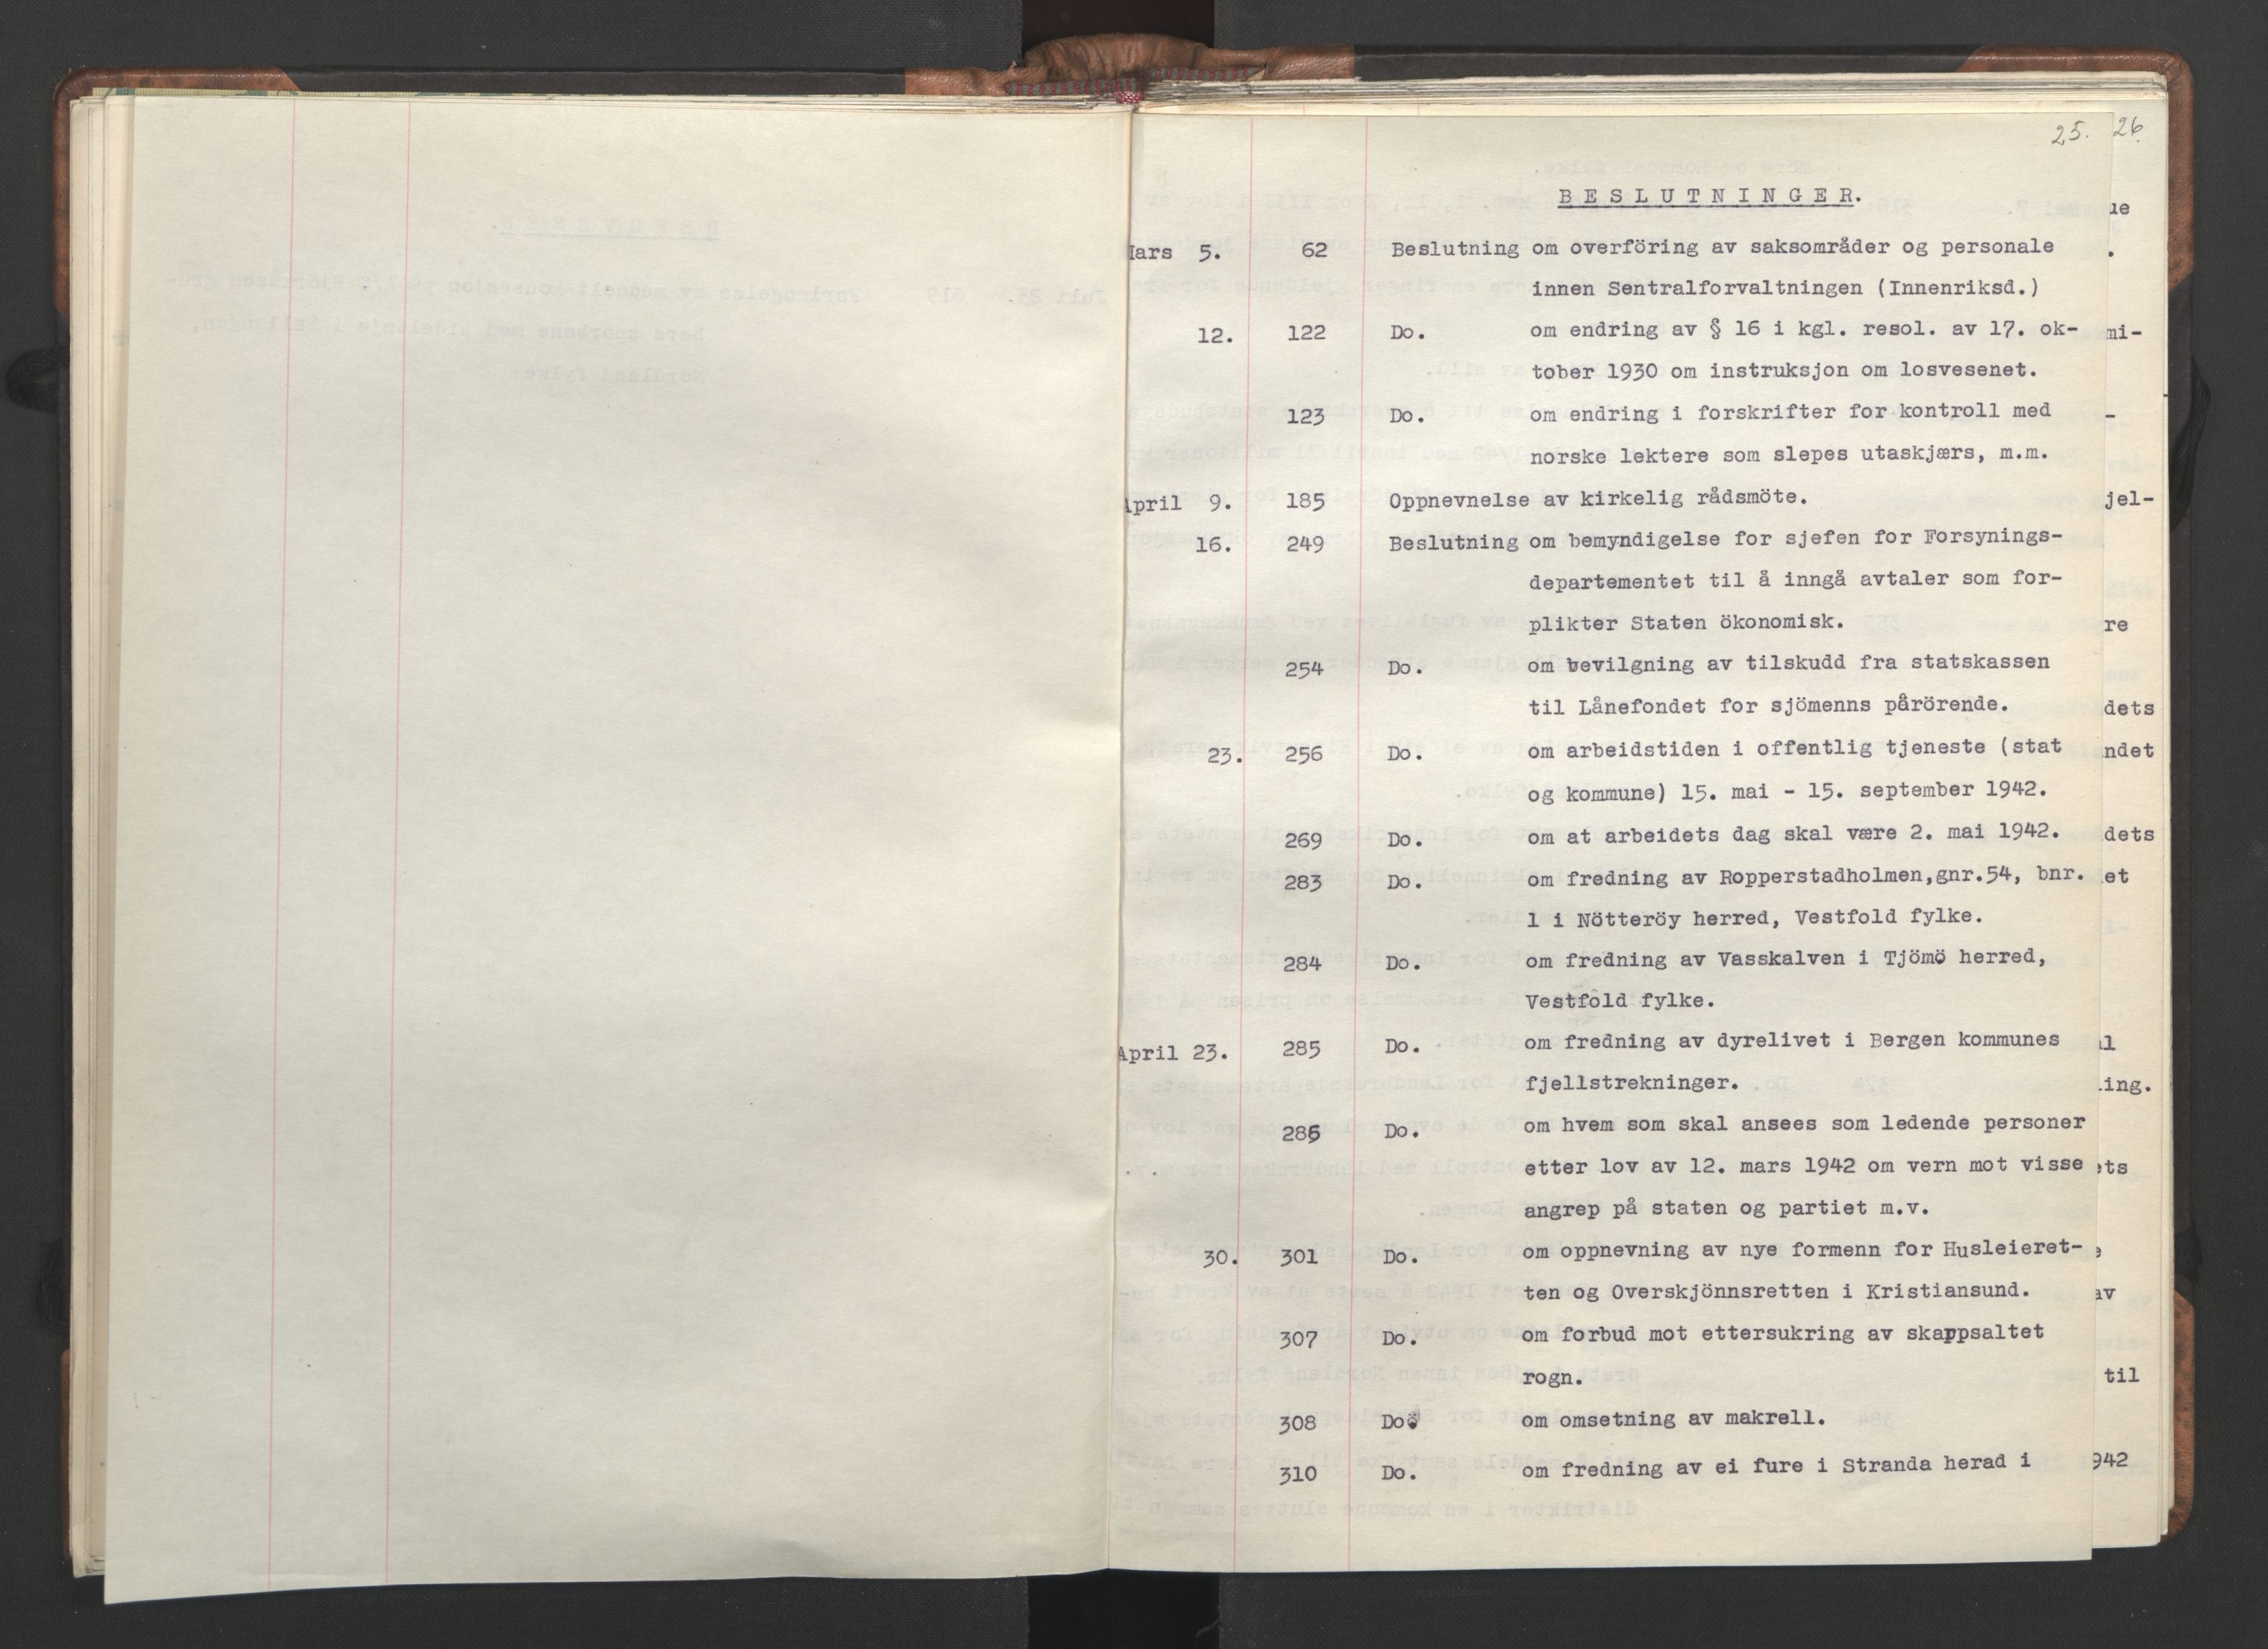 25. 26.
BESLUTNINGER.
Mars 5. 62 Beslutning om overföring av saksområder og personale
innen Sentralforvaltningen (Innenriksd.)
12. 122 Do. om endring av § 16 i kgl. resol. av 17. ok-
tober 1930 om instruksjon om losvesenet.
123 Do. om endring i forskrifter for kontroll med
norske lektere som slepes utaskjærs, m.m.
April 9. 185 Oppnevnelse av kirkelig rådsmöte.
16. 249 Beslutning om bemyndigelse for sjefen for Forsynings-
departementet til å inngå avtaler som for-
plikter Staten ökonomisk.
254 Do. om bevilgning av tilskudd fra statskassen
til Lånefondet for sjömenns pårörende.
23. 256 Do. om arbeidstiden i offentlig tjeneste (stat
og kommune) 15. mai - 15. september 1942.
269 Do. om at arbeidets dag skal være 2. mai 1942.
283 Do. om fredning av Ropperstadholmen,gnr.54, bnr.
1 i Nötteröy herred, Vestfold fylke.
284 Do. om fredning av Vasskalven i Tjömö herred,
Vestfold fylke.
April 23. 285 Do. om fredning av dyrelivet i Bergen kommunes
fjellstrekninger.
286 Do. om hvem som skal ansees som ledende personer
etter lov av 12. mars 1942 om vern mot visse
angrep på staten og partiet m.v.
30. 301 Do. om oppnevning av nye formenn for Husleieret-
ten og Overskjönnsretten i Kristiansund.
307 Do. om forbud mot ettersukring av skarpsaltet
rogn.
308 Do. om omsetning av makrell.
310 Do. om fredning av ei fure i Stranda herad i